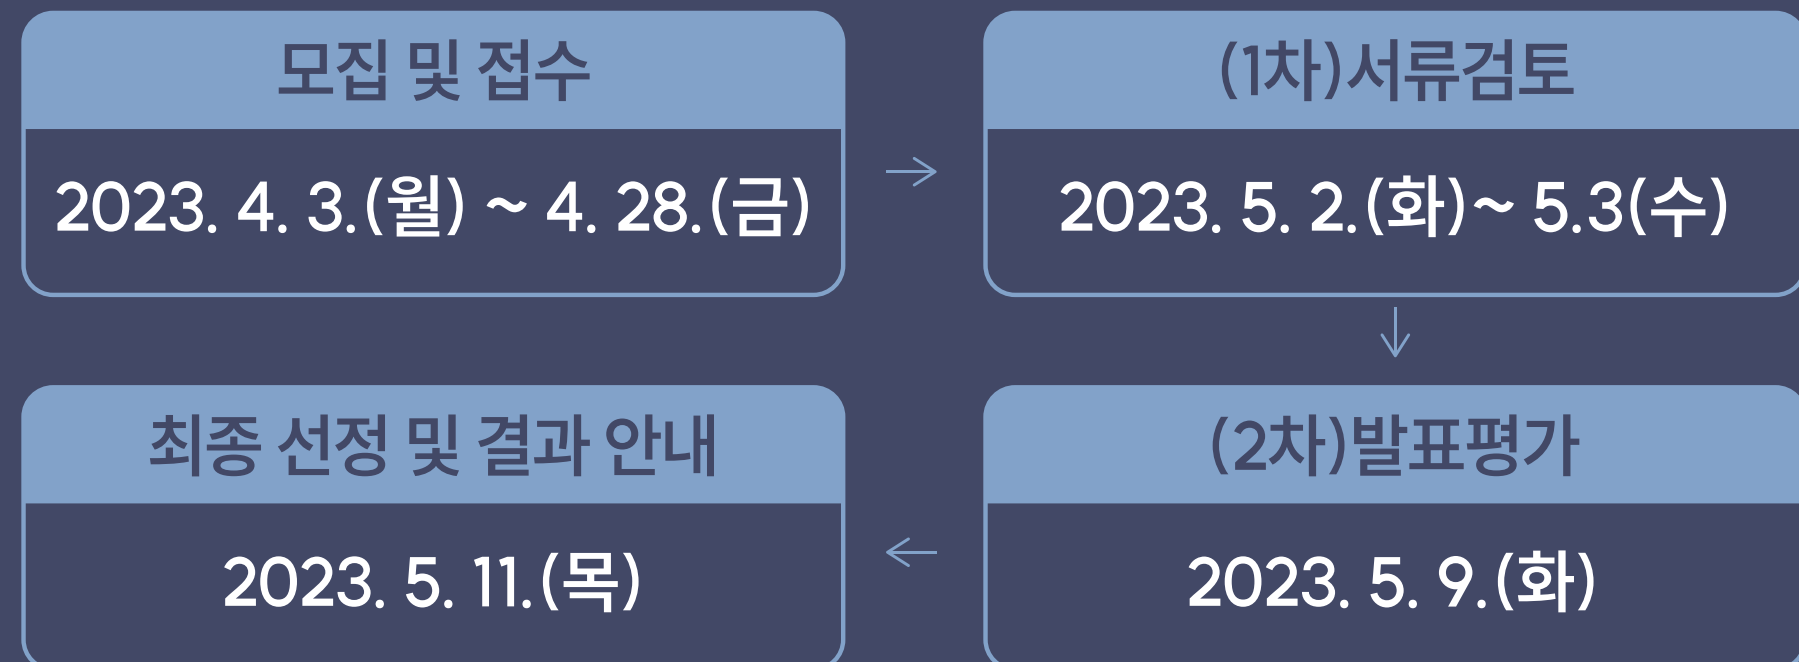 모집 및 접수
2023. 4. 3.(월) ~ 4. 28.(금)
(1차)서류검토
2023. 5. 2.(화)~ 5.3(수)
(2차)발표평가
2023. 5. 9.(화)
최종 선정 및 결과 안내
2023. 5. 11.(목)